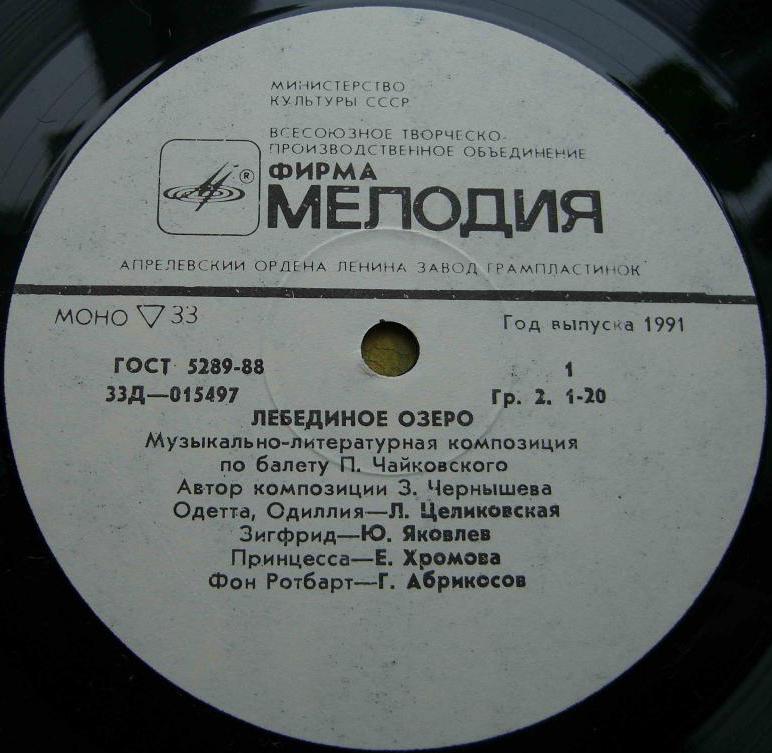 МИНИСТЕРСТВО
КУЛЬТУРЫ СССР
ВСЕСОЮЗНОЕ ТВОРЧЕСКО-
ПРОИЗВОДСТВЕННОЕ ОБЪЕДИНЕНИЕ
®
ФИРМА
МЕЛОДИЯ
АПРЕЛЕВСКИЙ ОРДЕНА ЛЕНИНА ЗАВОД ГРАМПЛАСТИНОК
МОНО ▽ 33
Год выпуска 1991
ГОСТ 5289-88
1
33Д—015497
Гр. 2. 1-20
ЛЕБЕДИНОЕ ОЗЕРО
Музыкально-литературная композиция
по балету П. Чайковского
Автор композиции З. Чернышева
Одетта, Одиллия—Л. Целиковская
Зигфрид—Ю. Яковлев
Принцесса—Е. Хромова
Фон Ротбарт—Г. Абрикосов